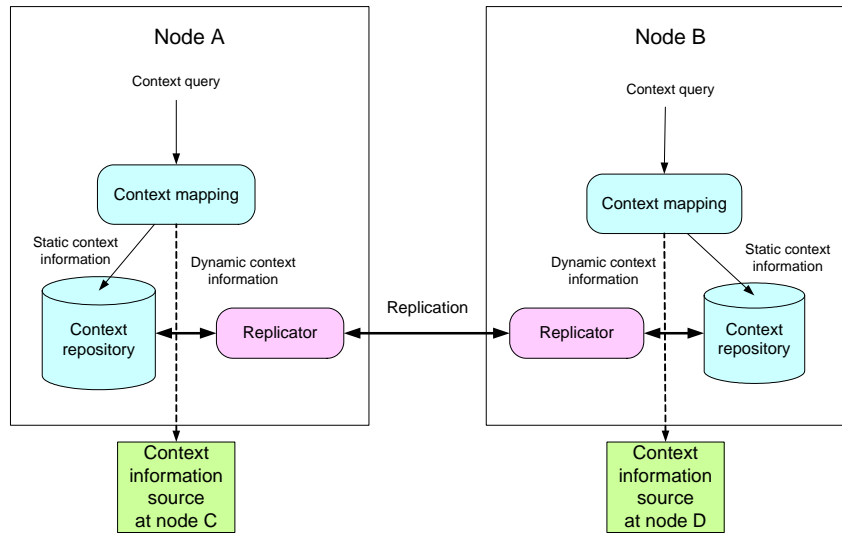 Node A
Context query
Context mapping
Static context
information
Dynamic context
information
Context
repository
Replicator
Replication
Node B
Context query
Context mapping
Dynamic context
information
Static context
information
Replicator
Context
repository
Context
information
source
at node C
Context
information
source
at node D